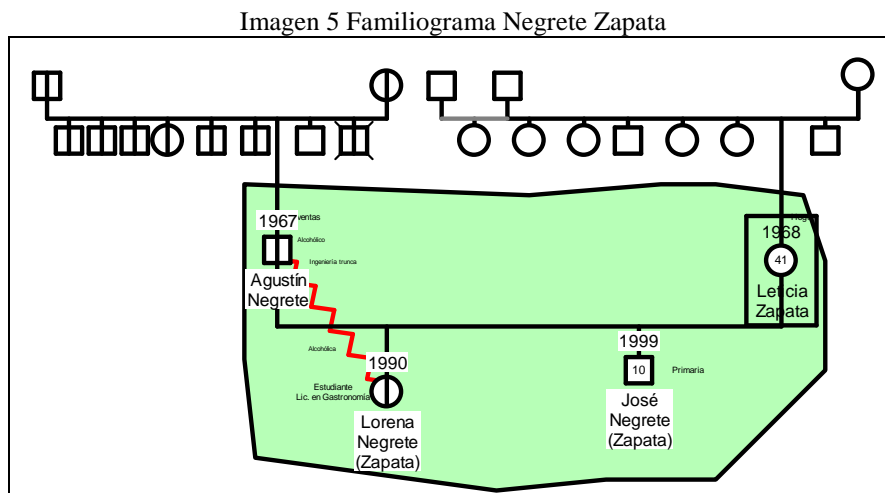 Imagen 5 Familiograma Negrete Zapata
1967
ventas
Alcohólico
Ingeniería trunca
Agustín
Negrete
1968
41
Leticia
Zapata
Alcohólica
1990
Estudiante
Lic. en Gastronomía
Lorena
Negrete
(Zapata)
1999
10
Primaria
José
Negrete
(Zapata)